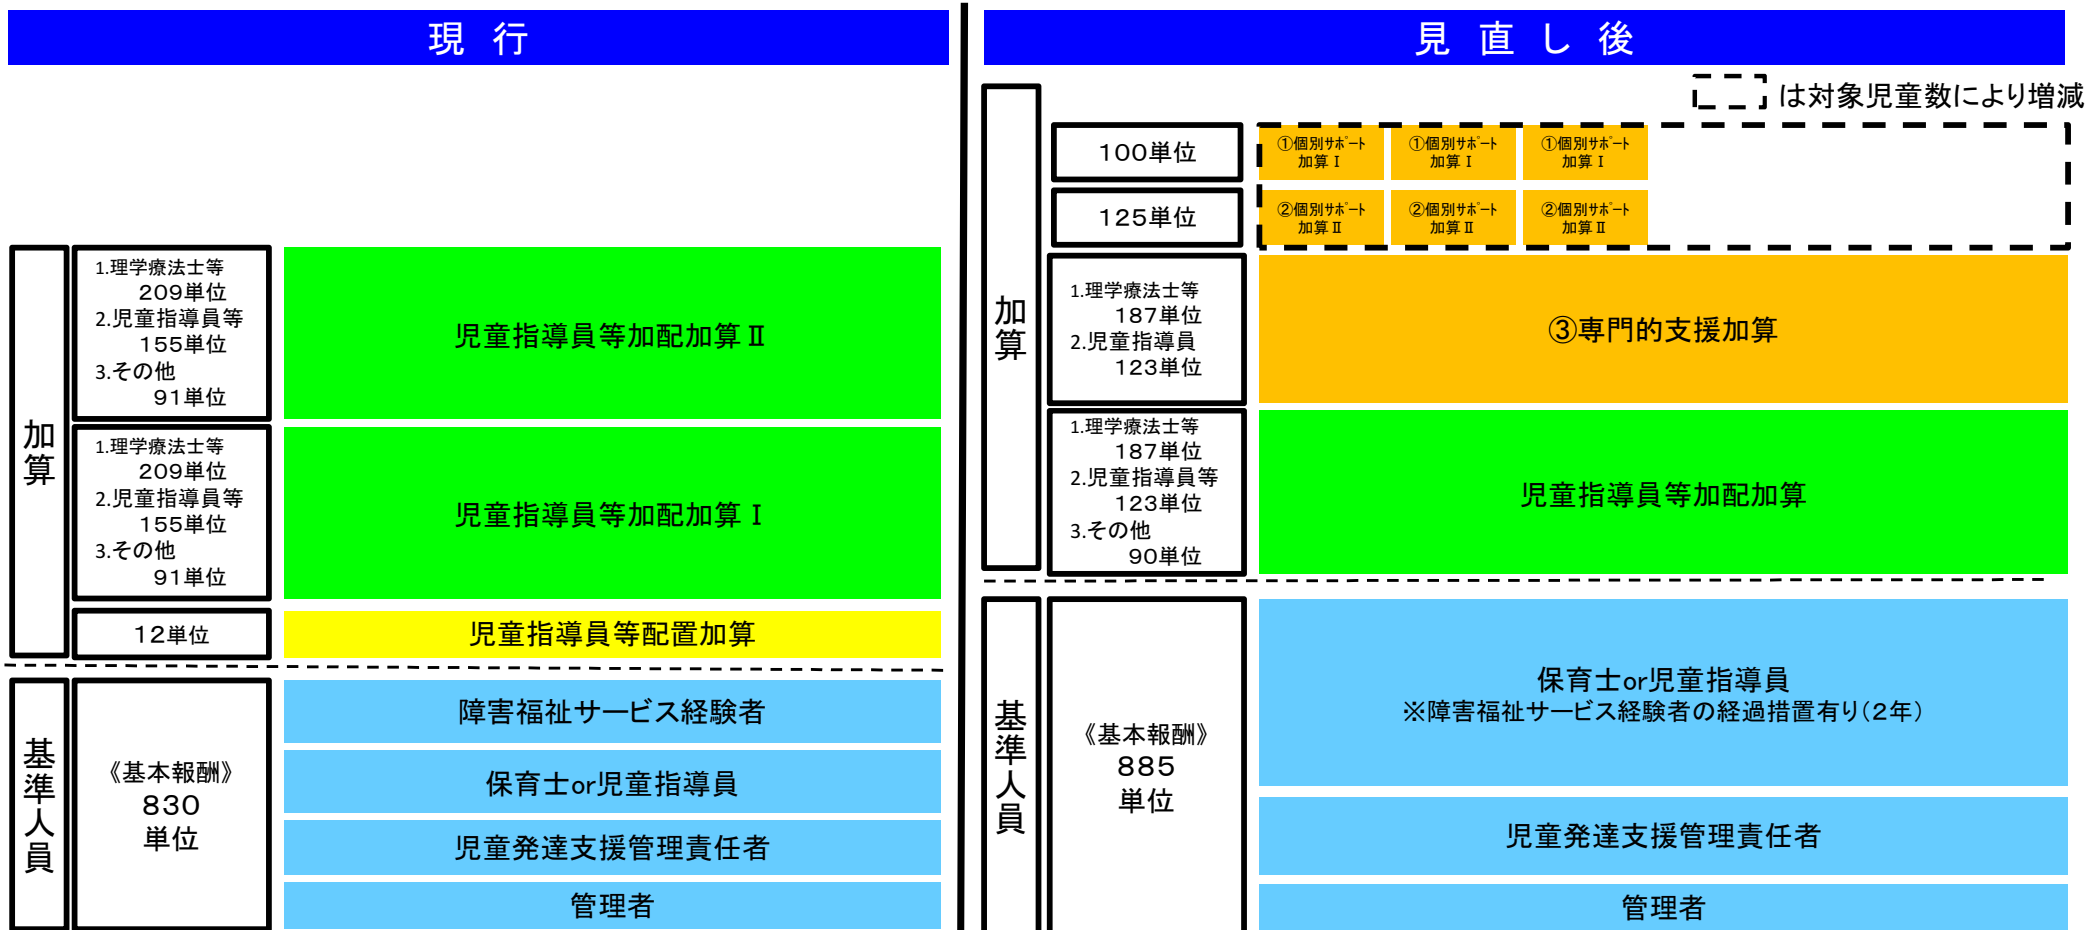 現 行
加算
1.理学療法士等
209単位
2.児童指導員等
155単位
3.その他
91単位
児童指導員等加配加算Ⅱ
1.理学療法士等
209単位
2.児童指導員等
155単位
3.その他
91単位
児童指導員等加配加算Ⅰ
12単位
児童指導員等配置加算
基準人員
《基本報酬》
830
単位
障害福祉サービス経験者
保育士or児童指導員
児童発達支援管理責任者
管理者
見 直 し 後
は対象児童数により増減
加算
100単位
①個別サポート
加算Ⅰ
①個別サポート
加算Ⅰ
①個別サポート
加算Ⅰ
125単位
②個別サポート
加算Ⅱ
②個別サポート
加算Ⅱ
②個別サポート
加算Ⅱ
1.理学療法士等
187単位
2.児童指導員
123単位
③専門的支援加算
1.理学療法士等
187単位
2.児童指導員等
123単位
3.その他
90単位
児童指導員等加配加算
基準人員
《基本報酬》
885
単位
保育士or児童指導員
※障害福祉サービス経験者の経過措置有り(2年)
児童発達支援管理責任者
管理者